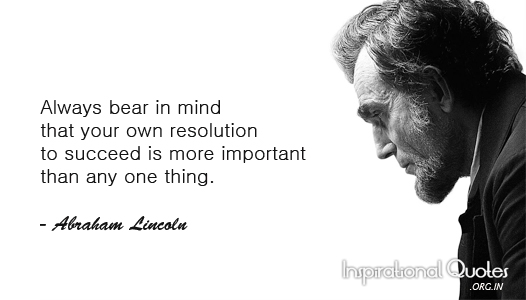 Always bear in mind
that your own resolution
to succeed is more important
than any one thing.
- Abraham Lincoln
Inspirational Quotes
.ORG.IN